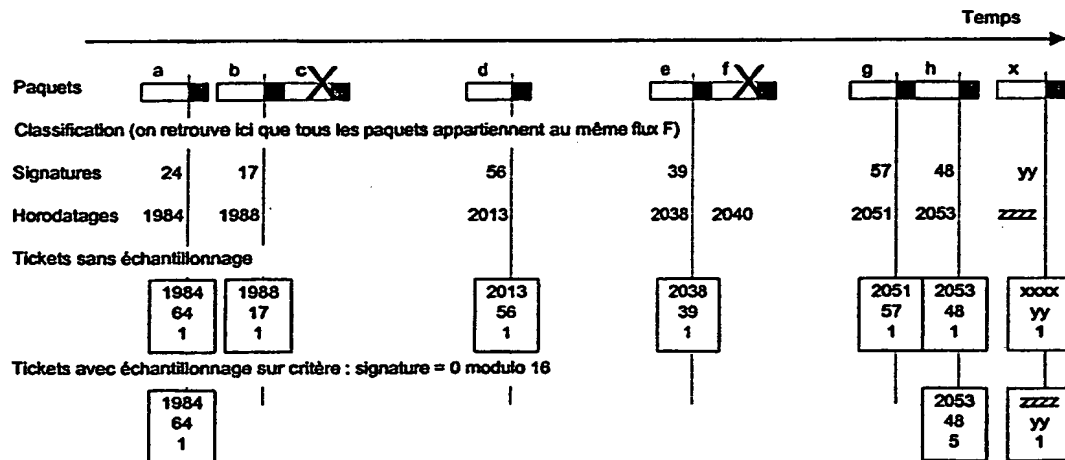 Temps
a b c d e f g h x
Paquets
Classification (on retrouve ici que tous les paquets appartiennent au même flux F)
Signatures 24 17 56 39 57 48 yy
Horodatages 1984 1988 2013 2038 2040 2051 2053 zzzz
Tickets sans échantillonnage
1984 1988 2013 2038 2051 2053 xxxx
64 17 56 39 57 48 yy
1 1 1 1 1 1 1
Tickets avec échantillonnage sur critère : signature = 0 modulo 16
1984 2053 zzzz
64 48 yy
1 5 1